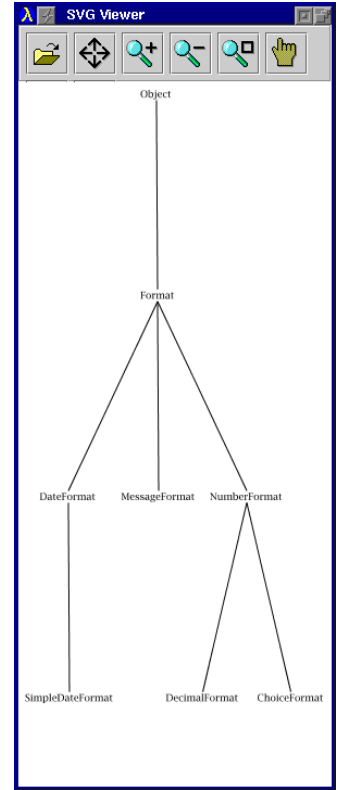 λ SVG Viewer
Object
Format
DateFormat MessageFormat NumberFormat
SimpleDateFormat DecimalFormat ChoiceFormat